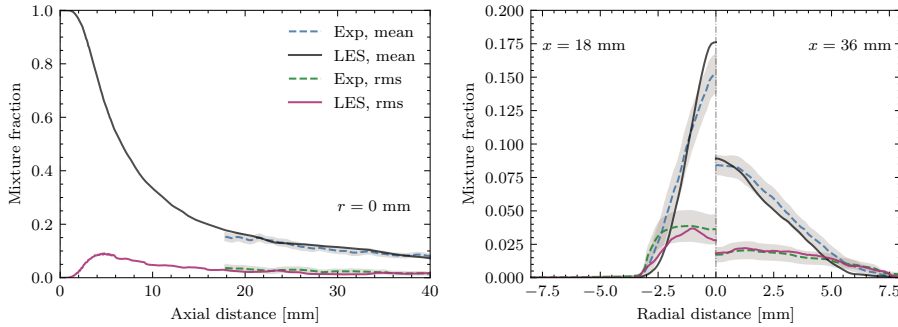 1.0
0.8
0.6
0.4
0.2
0.0
Mixture fraction
0 10 20 30 40
Axial distance [mm]
Exp, mean
LES, mean
Exp, rms
LES, rms
r = 0 mm
0.200
0.175
0.150
0.125
0.100
0.075
0.050
0.025
0.000
Mixture fraction
x = 18 mm
x = 36 mm
−7.5 −5.0 −2.5 0.0 2.5 5.0 7.5
Radial distance [mm]